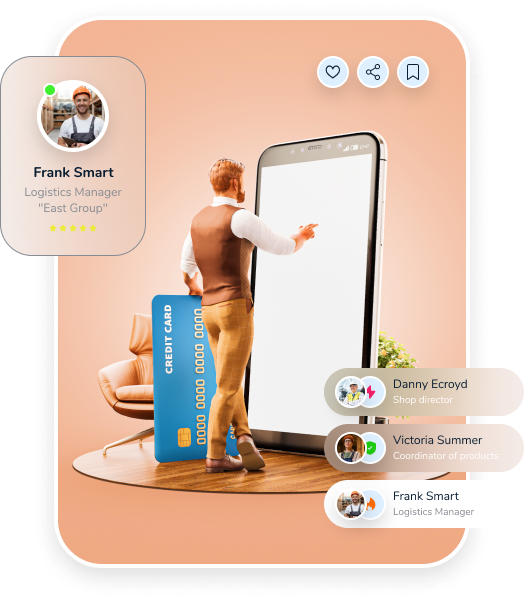 Frank Smart
Logistics Manager
"East Group"
CREDIT CARD
0000 0000 0000 0000
Danny Ecroyd
Shop director
Victoria Summer
Coordinator of products
Frank Smart
Logistics Manager